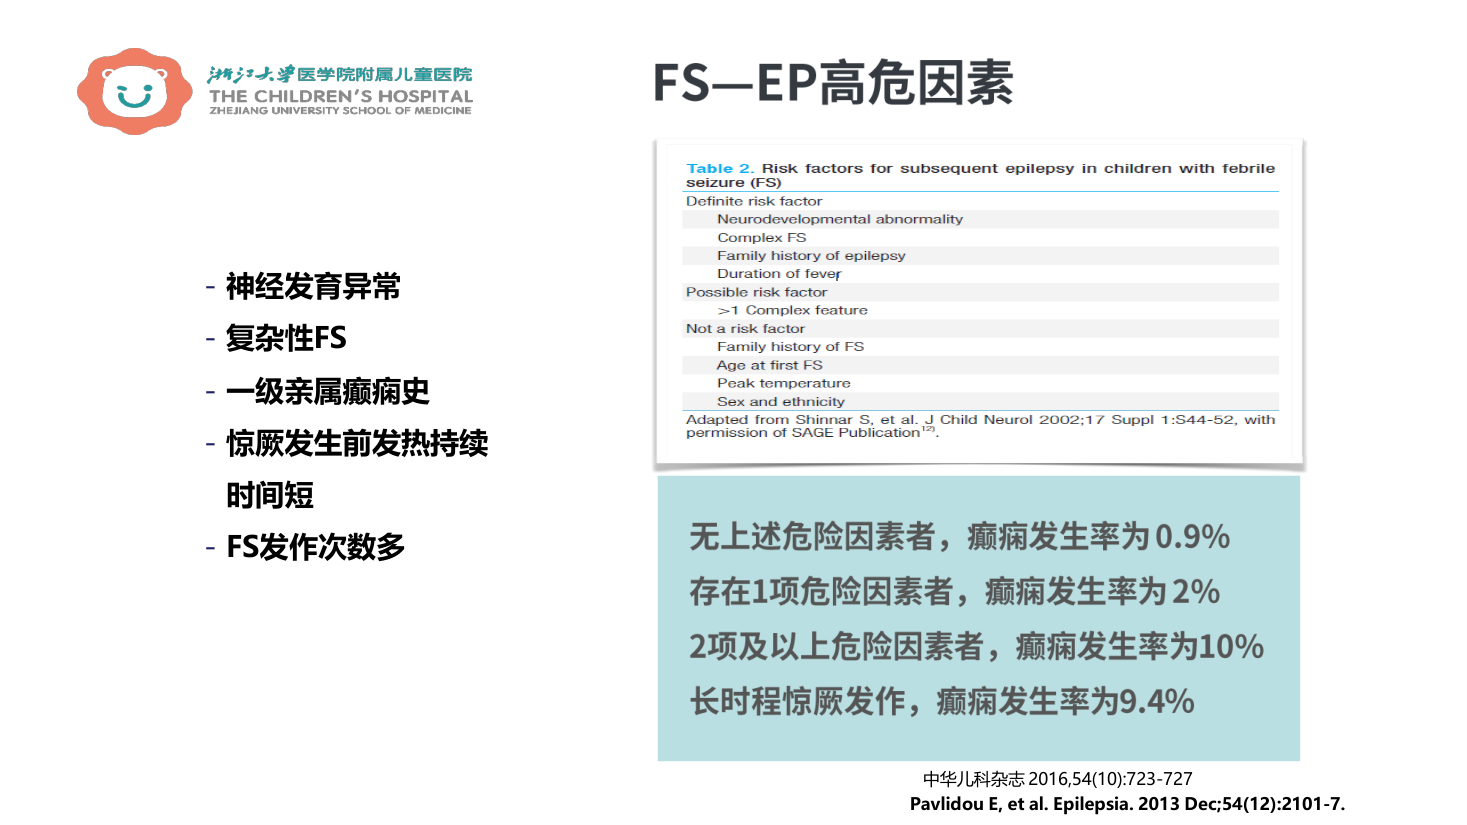 浙江大学医学院附属儿童医院
THE CHILDREN'S HOSPITAL
ZHEJIANG UNIVERSITY SCHOOL OF MEDICINE
FS—EP高危因素
- 神经发育异常
- 复杂性FS
- 一级亲属癫痫史
- 惊厥发生前发热持续
时间短
- FS发作次数多
Table 2. Risk factors for subsequent epilepsy in children with febrile
seizure (FS)
Definite risk factor
Neurodevelopmental abnormality
Complex FS
Family history of epilepsy
Duration of fever
Possible risk factor
>1 Complex feature
Not a risk factor
Family history of FS
Age at first FS
Peak temperature
Sex and ethnicity
Adapted from Shinnar S, et al. J Child Neurol 2002;17 Suppl 1:S44-52, with
permission of SAGE Publication12).
无上述危险因素者，癫痫发生率为0.9%
存在1项危险因素者，癫痫发生率为2%
2项及以上危险因素者，癫痫发生率为10%
长时程惊厥发作，癫痫发生率为9.4%
中华儿科杂志2016,54(10):723-727
Pavlidou E, et al. Epilepsia. 2013 Dec;54(12):2101-7.